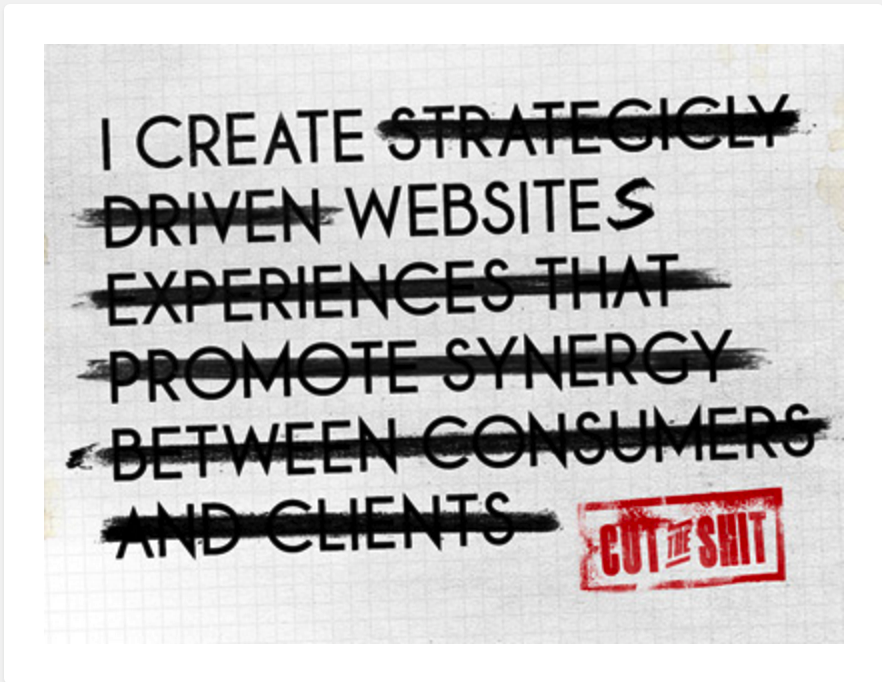 I CREATE STRATEGICLY
DRIVEN WEBSITES
EXPERIENCES THAT
PROMOTE SYNERGY
BETWEEN CONSUMERS
AND CLIENTS
CUT THE SHIT